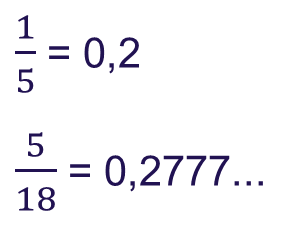 1/5 = 0,2
5/18 = 0,2777...